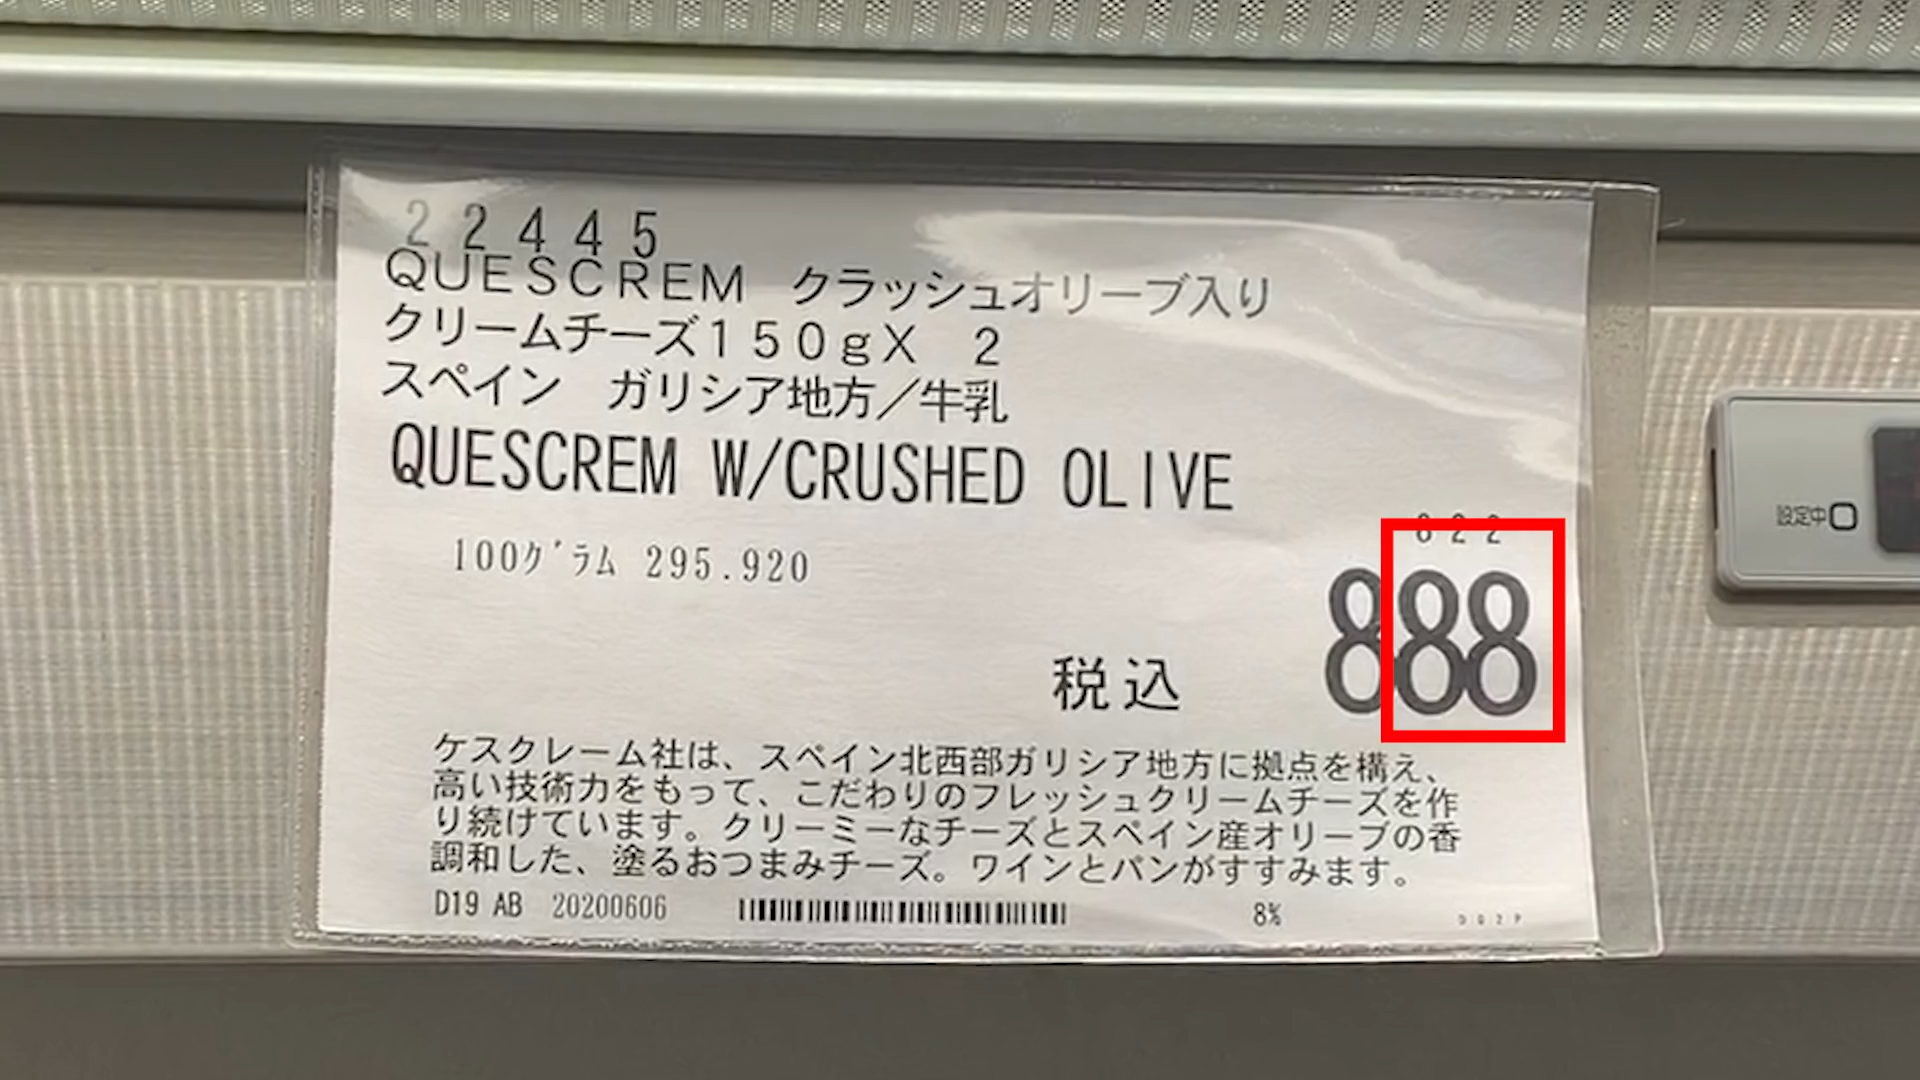 22445
QUESCREM クラッシュオリーブ入り
クリームチーズ150gX 2
スペイン ガリシア地方/牛乳
QUESCREM W/CRUSHED OLIVE
822
100グラム 295.920
888
税込
ケスクレーム社は、スペイン北西部ガリシア地方に拠点を構え、
高い技術力をもって、こだわりのフレッシュクリームチーズを作
り続けています。クリーミーなチーズとスペイン産オリーブの香
調和した、塗るおつまみチーズ。ワインとパンがすすみます。
D19 AB 20200606
8%
設定中